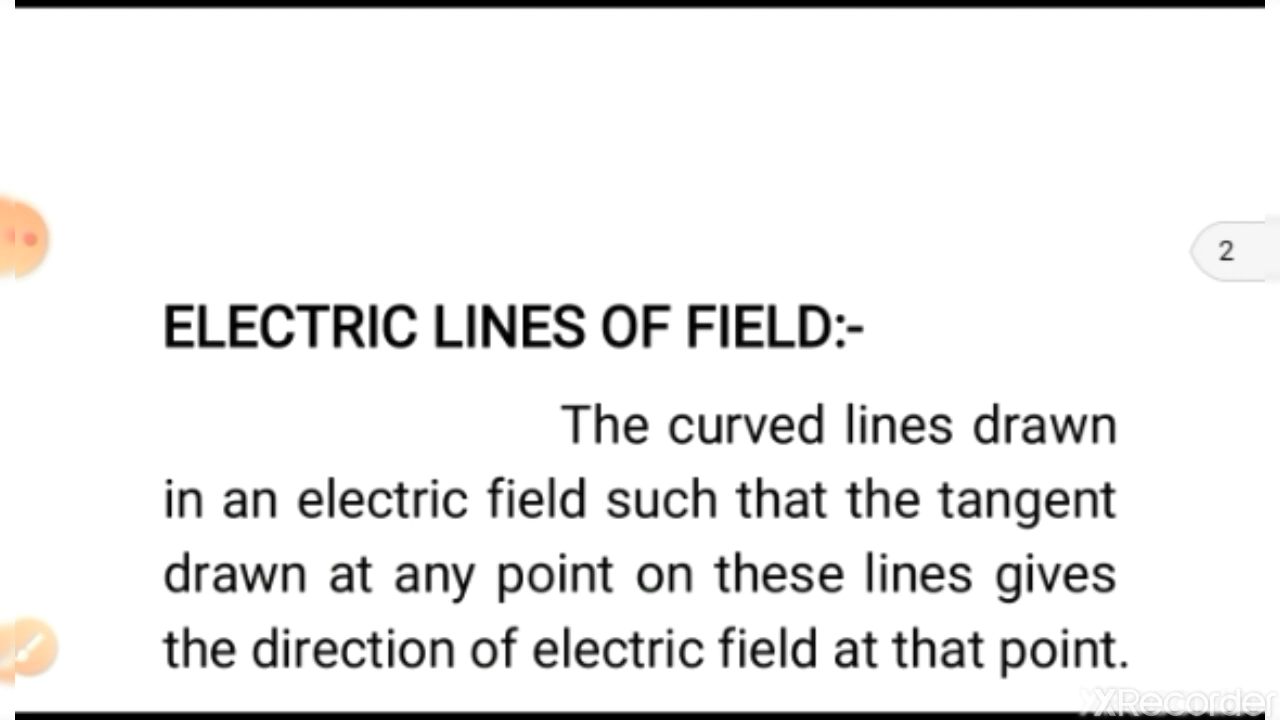 2
ELECTRIC LINES OF FIELD:-
The curved lines drawn
in an electric field such that the tangent
drawn at any point on these lines gives
the direction of electric field at that point.
XRecorder